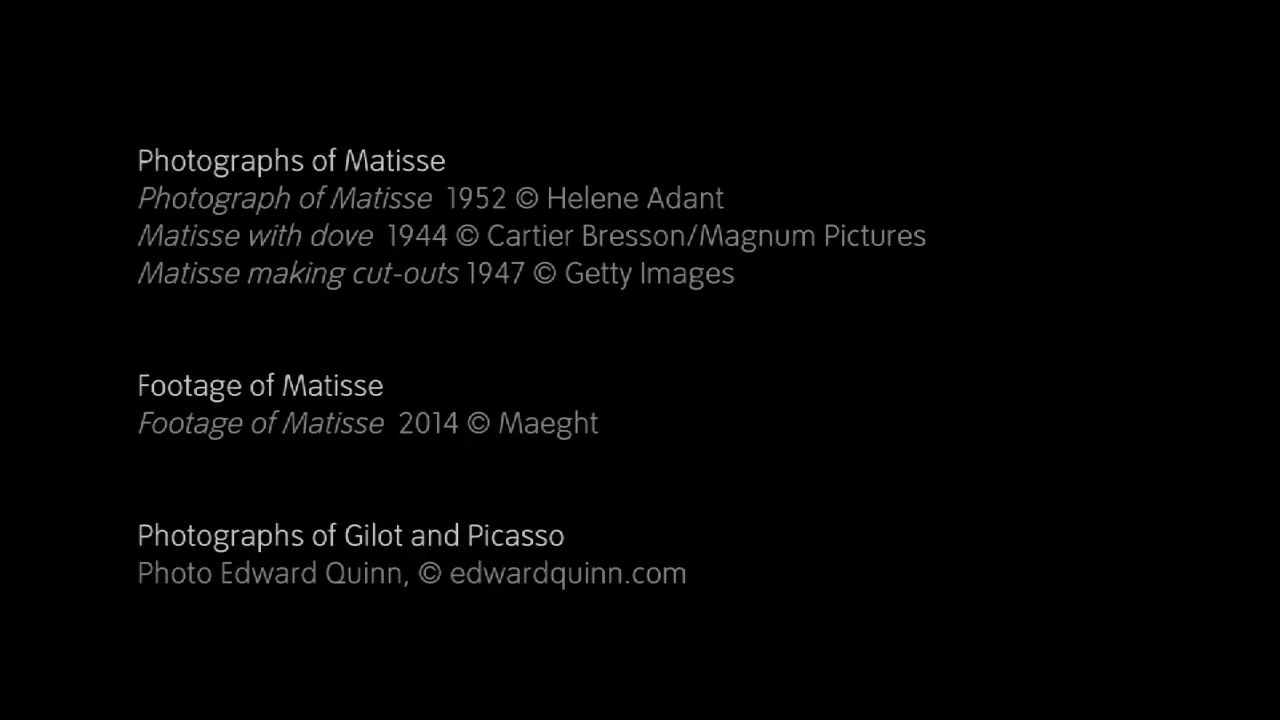 Photographs of Matisse
Photograph of Matisse 1952 © Helene Adant
Matisse with dove 1944 © Cartier Bresson/Magnum Pictures
Matisse making cut-outs 1947 © Getty Images
Footage of Matisse
Footage of Matisse 2014 © Maeght
Photographs of Gilot and Picasso
Photo Edward Quinn, © edwardquinn.com